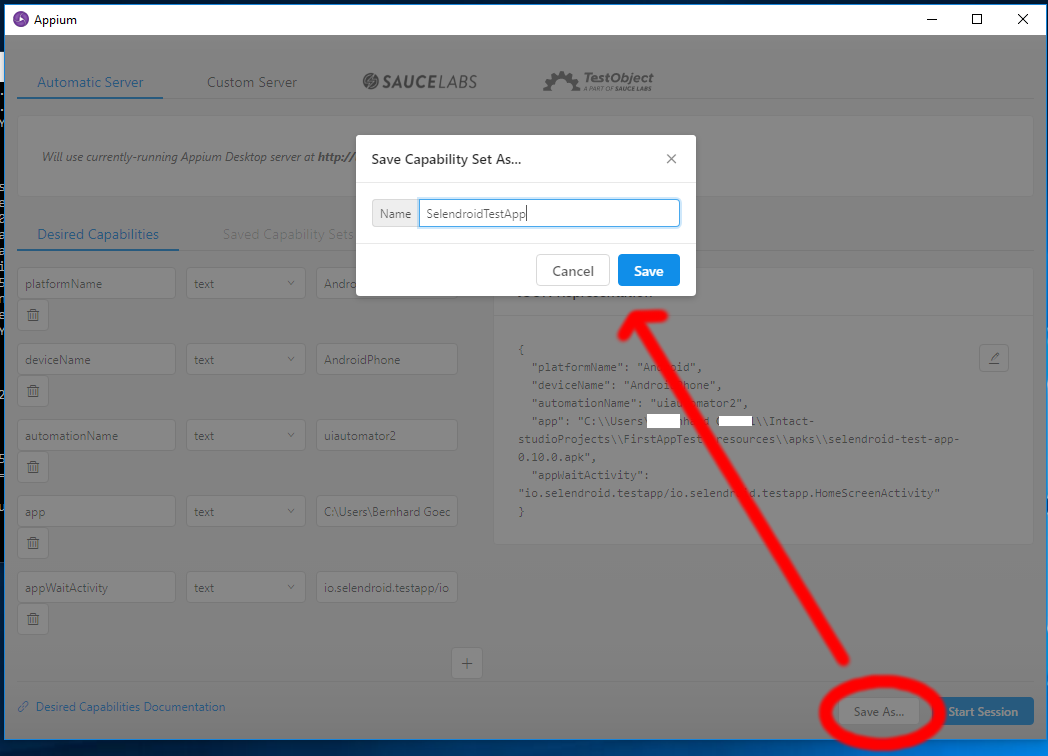 Appium
Automatic Server
Custom Server
SAUCELABS
TestObject
A PART OF SAUCE LABS
Will use currently-running Appium Desktop server at http://
Save Capability Set As...
Name
SelendroidTestApp
Cancel
Save
Desired Capabilities
Saved Capability Sets
platformName
text
deviceName
text
AndroidPhone
automationName
text
uiautomator2
app
text
C:\Users\Bernhard Goec
appWaitActivity
text
io.selendroid.testapp/io
+
Representation
{
"platformName": "Android",
"deviceName": "AndroidPhone",
"automationName": "uiautomator2",
"app": "C:\\Users \\Intact-
studioProjects\\FirstAppTest resources\\apks\\selendroid-test-app-
0.10.0.apk",
"appWaitActivity":
"io.selendroid.testapp/io.selendroid.testapp.HomeScreenActivity"
}
Desired Capabilities Documentation
Save As...
Start Session